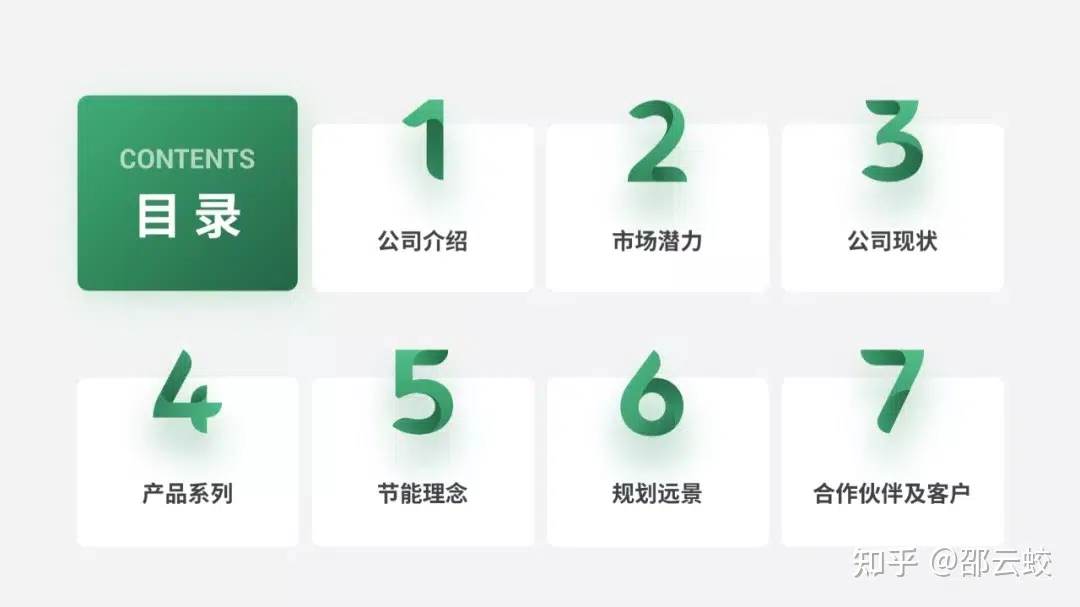 CONTENTS
目录
1
公司介绍
2
市场潜力
3
公司现状
4
产品系列
5
节能理念
6
规划远景
7
合作伙伴及客户
知乎 @邵云蛟